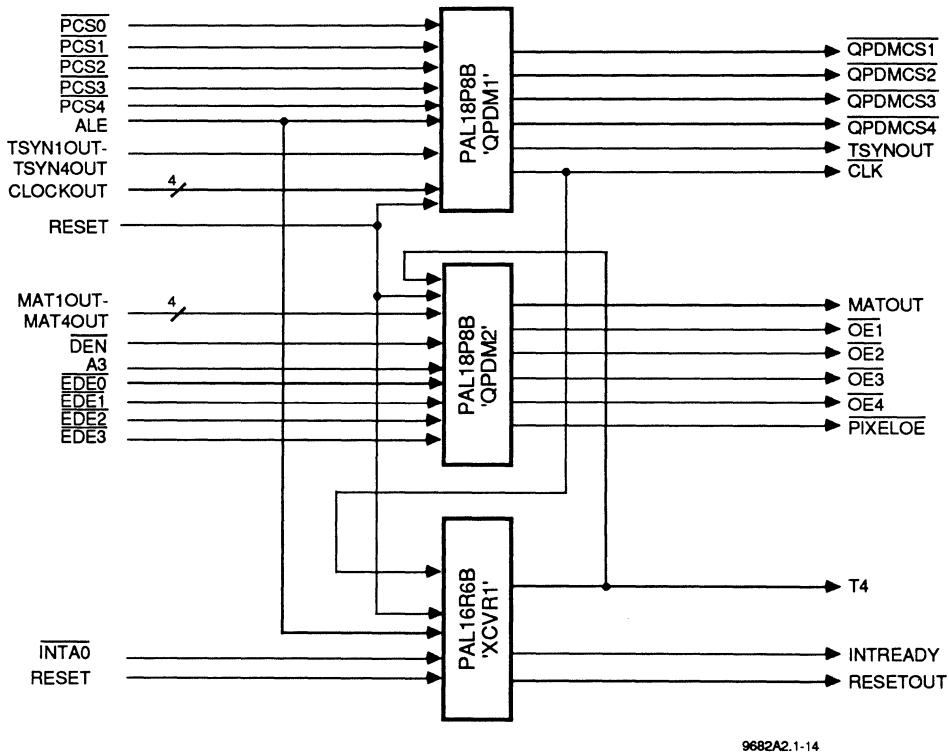 PCS0
PCS1
PCS2
PCS3
PCS4
ALE
TSYN1OUT-
TSYN4OUT
4
CLOCKOUT
RESET
PAL18P8B
'QPDM1'
QPDMCS1
QPDMCS2
QPDMCS3
QPDMCS4
TSYNOUT
CLK
MAT1OUT-
MAT4OUT
4
DEN
A3
EDE0
EDE1
EDE2
EDE3
PAL18P8B
'QPDM2'
MATOUT
OE1
OE2
OE3
OE4
PIXELOE
INTA0
RESET
PAL16R6B
'XCVR1'
T4
INTREADY
RESETOUT
9682A2.1-14